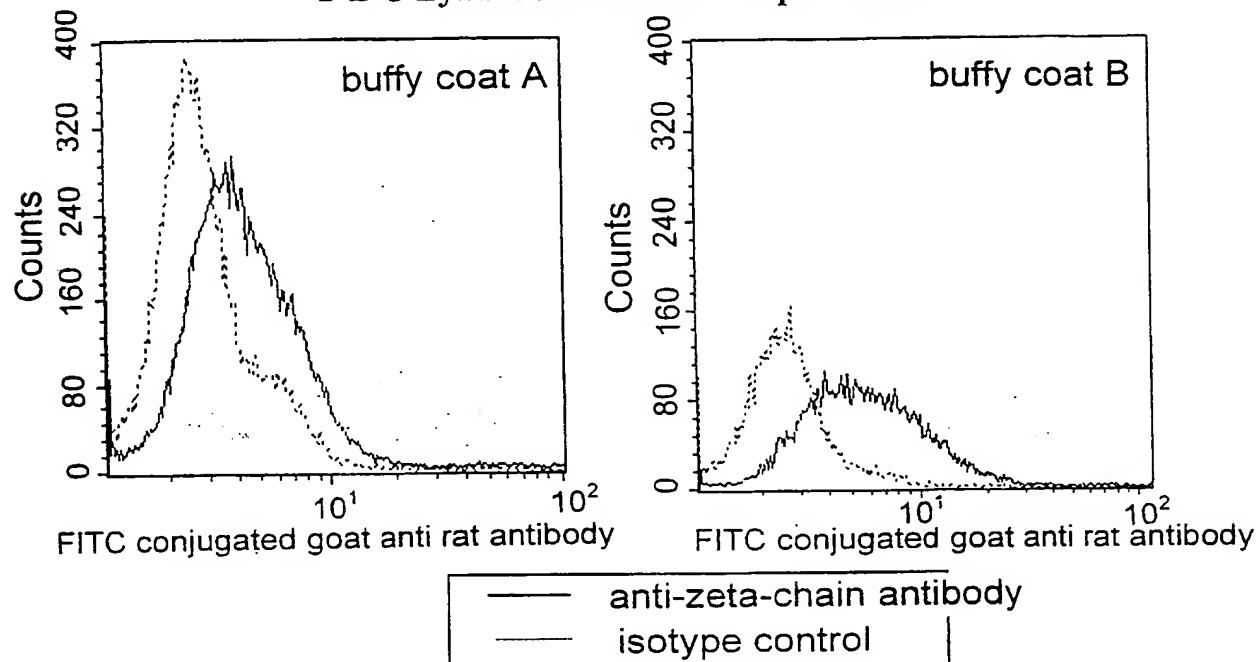 buffy coat A
400
320
240
160
80
0
Counts
10¹
10²
FITC conjugated goat anti rat antibody
buffy coat B
400
320
240
160
80
0
Counts
10¹
10²
FITC conjugated goat anti rat antibody
anti-zeta-chain antibody
isotype control